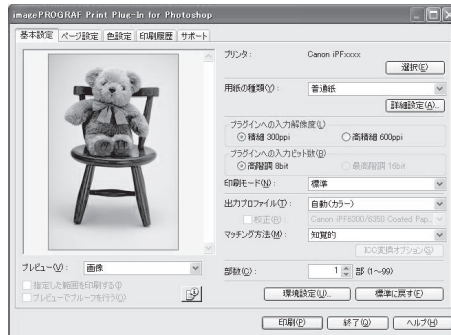 imagePROGRAF Print Plug-In for Photoshop
基本設定 ページ設定 色設定 印刷履歴 サポート
プリンタ: Canon iPFxxxx
選択(E)
用紙の種類(Y): 普通紙
詳細設定(A)...
プラグインへの入力解像度(L)
精細 300ppi 高精細 600ppi
プラグインへの入力ビット数(B)
高階調 8bit 最高階調 16bit
印刷モード(N): 標準
出力プロファイル(T): 自動(カラー)
校正(R): Canon iPF6300/6350 Coated Pap...
マッチング方法(M): 知覚的
ICC変換オプション(S)
プレビュー(V): 画像
部数(C): 1 部 (1~99)
指定した範囲を印刷する(I)
プレビューでプルーフを行う(O)
環境設定(U)... 標準に戻す(F)
印刷(P) 終了(Q) ヘルプ(H)